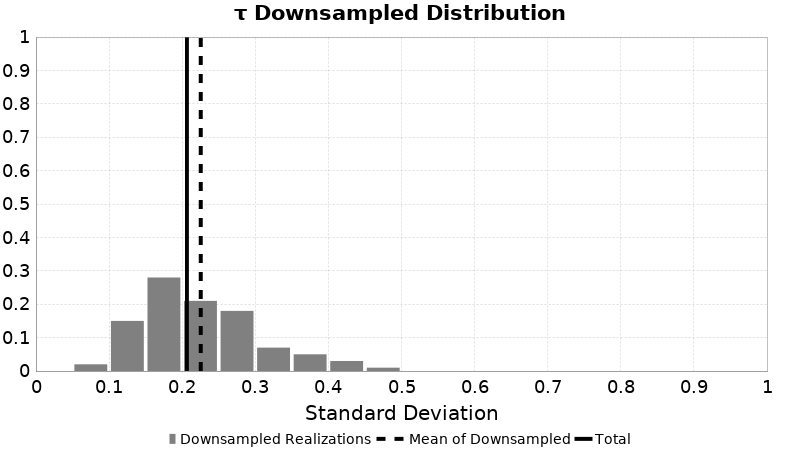 τ Downsampled Distribution
1
0.9
0.8
0.7
0.6
0.5
0.4
0.3
0.2
0.1
0
0 0.1 0.2 0.3 0.4 0.5 0.6 0.7 0.8 0.9 1
Standard Deviation
Downsampled Realizations Mean of Downsampled Total